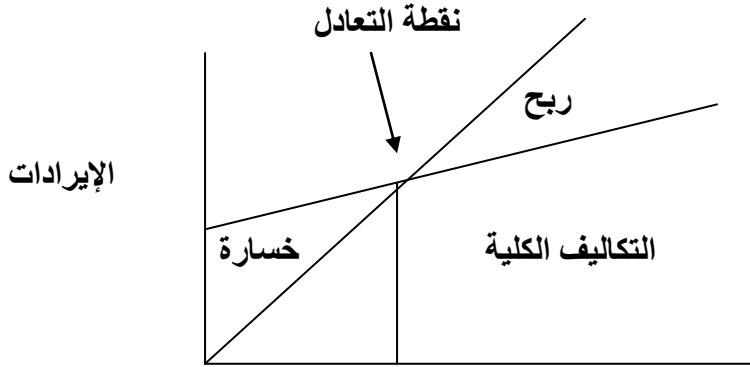 نقطة التعادل
ربح
الإيرادات
خسارة
التكاليف الكلية